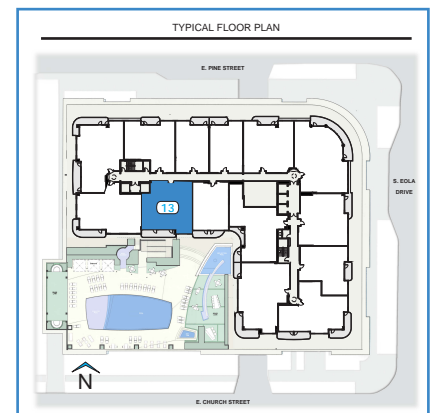 TYPICAL FLOOR PLAN
E. PINE STREET
S. EOLA
DRIVE
13
N
E. CHURCH STREET